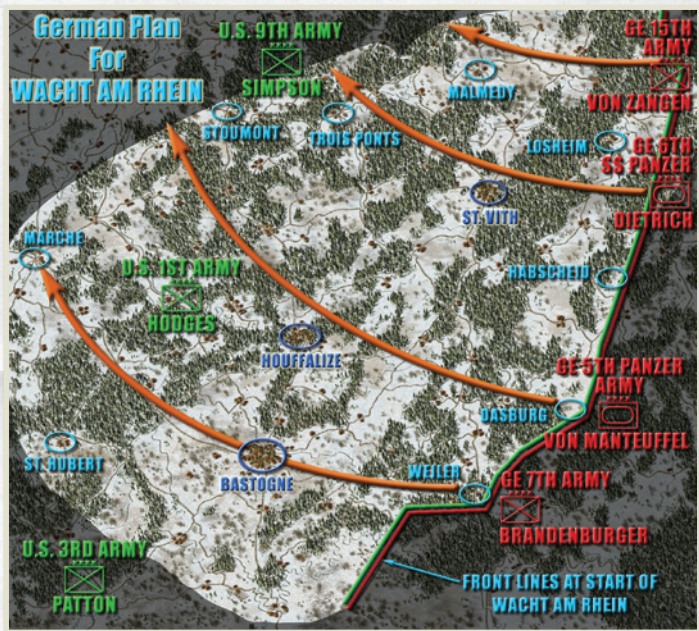 German Plan
For
WACHT AM RHEIN
U.S. 9TH ARMY
SIMPSON
GE 15TH
ARMY
VON ZANGEN
MALMEDY
STOUMONT
TROIS PONTS
LOSHEIM
GE 6TH
SS PANZER
DIETRICH
ST. VITH
MARCHE
U.S. 1ST ARMY
HODGES
HABSCHEID
HOUFFALIZE
GE 5TH PANZER
ARMY
VON MANTEUFFEL
DASBURG
ST. HUBERT
BASTOGNE
WEILER
GE 7TH ARMY
BRANDENBURGER
U.S. 3RD ARMY
PATTON
FRONT LINES AT START OF
WACHT AM RHEIN